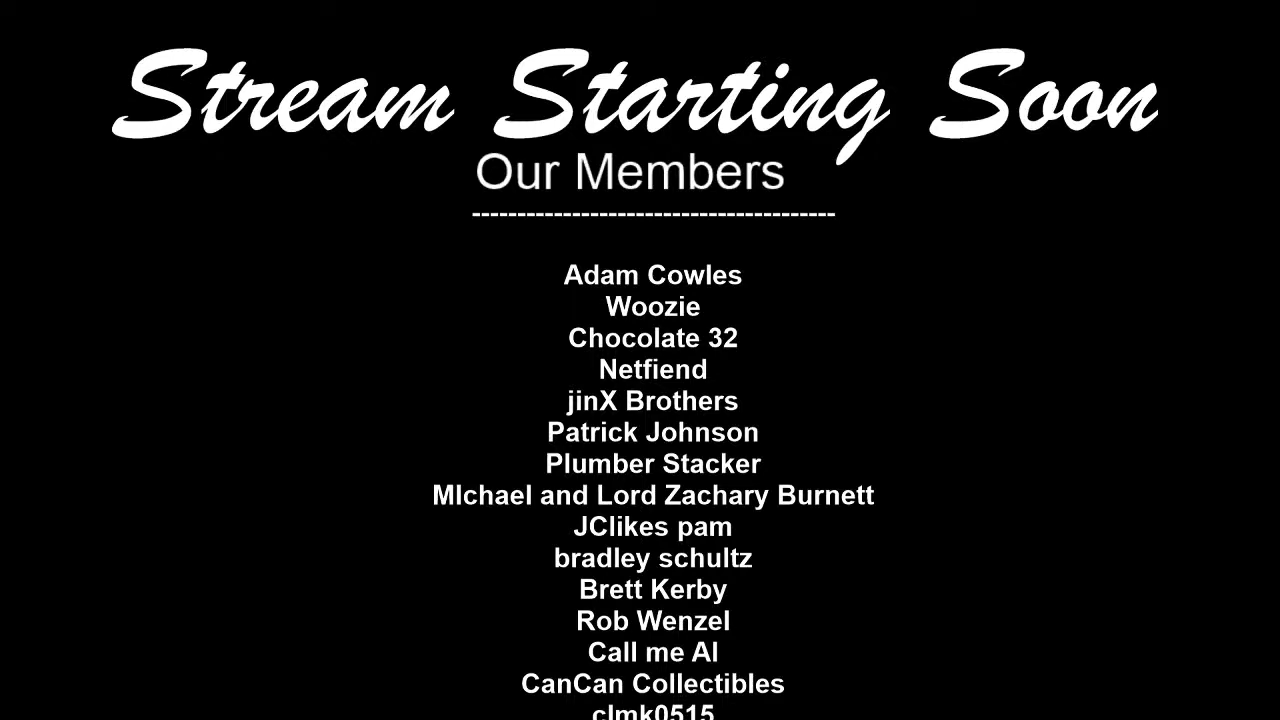 Stream Starting Soon
Our Members
----------------------------------------
Adam Cowles
Woozie
Chocolate 32
Netfiend
jinX Brothers
Patrick Johnson
Plumber Stacker
MIchael and Lord Zachary Burnett
JClikes pam
bradley schultz
Brett Kerby
Rob Wenzel
Call me Al
CanCan Collectibles
clmk0515